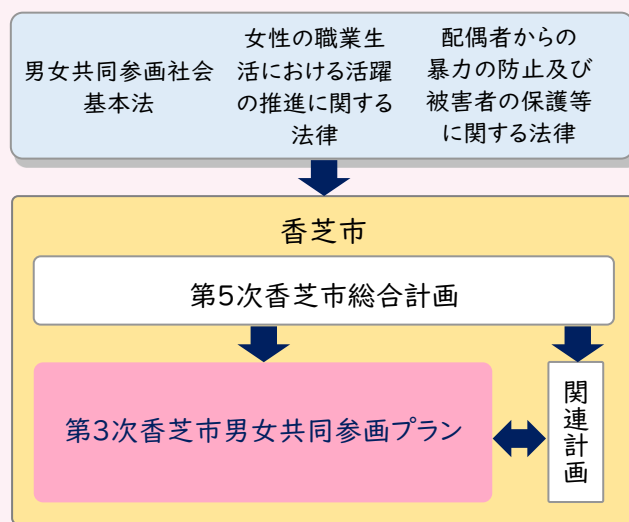 男女共同参画社会
基本法
女性の職業生
活における活躍
の推進に関する
法律
配偶者からの
暴力の防止及び
被害者の保護等
に関する法律
香芝市
第5次香芝市総合計画
第3次香芝市男女共同参画プラン
関連計画